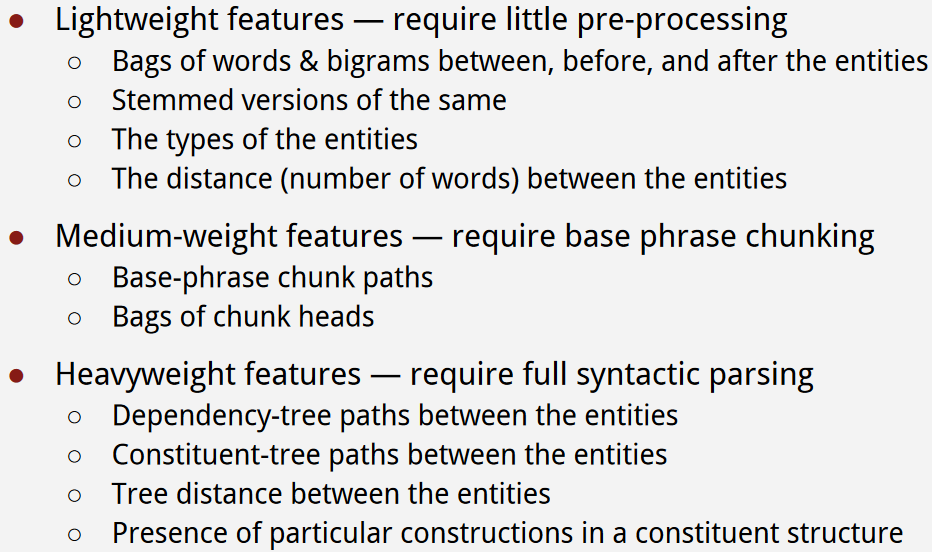 ● Lightweight features — require little pre-processing
○ Bags of words & bigrams between, before, and after the entities
○ Stemmed versions of the same
○ The types of the entities
○ The distance (number of words) between the entities
● Medium-weight features — require base phrase chunking
○ Base-phrase chunk paths
○ Bags of chunk heads
● Heavyweight features — require full syntactic parsing
○ Dependency-tree paths between the entities
○ Constituent-tree paths between the entities
○ Tree distance between the entities
○ Presence of particular constructions in a constituent structure